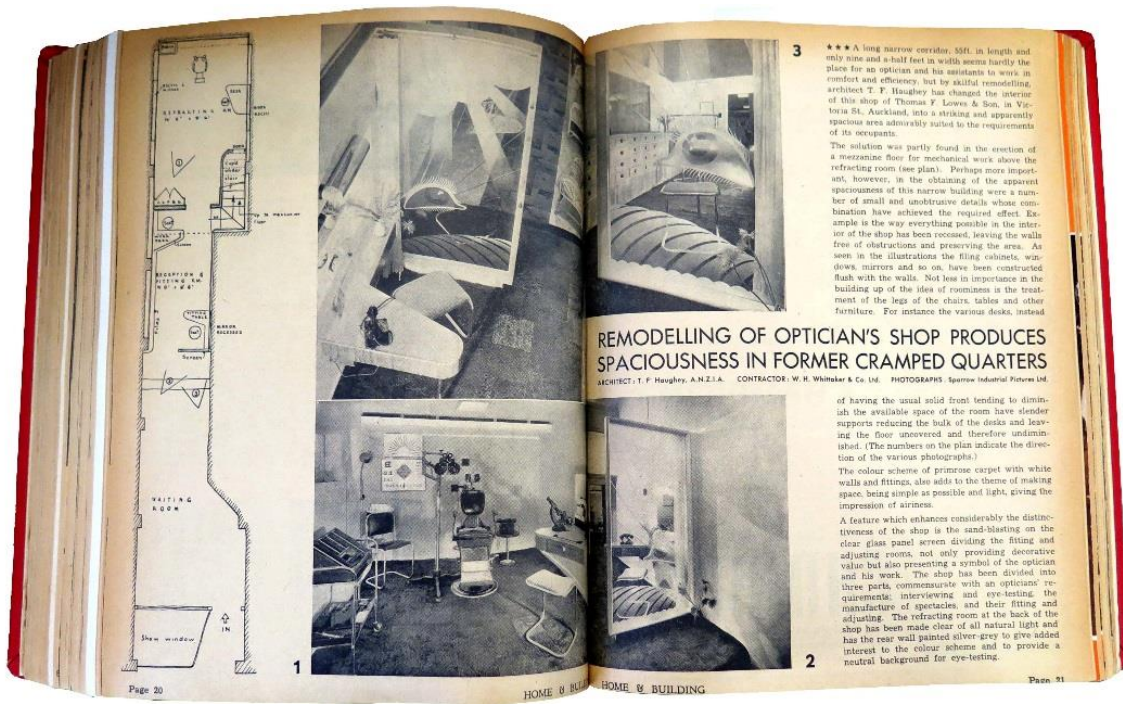 REFRACTING RM.
UP TO MEZZANINE
FLOOR
RECEPTION &
FITTING RM.
MIRROR
RECESSED
Screen
WAITING
ROOM
Show window
IN
1
Page 20
HOME & BUILD
3
★★★ A long narrow corridor, 55ft. in length and
only nine and a-half feet in width seems hardly the
place for an optician and his assistants to work in
comfort and efficiency, but by skilful remodelling,
architect T. F. Haughey has changed the interior
of this shop of Thomas F. Lowes & Son, in Vic-
toria St., Auckland, into a striking and apparently
spacious area admirably suited to the requirements
of its occupants.
The solution was partly found in the erection of
a mezzanine floor for mechanical work above the
refracting room (see plan). Perhaps more import-
ant, however, in the obtaining of the apparent
spaciousness of this narrow building were a num-
ber of small and unobtrusive details whose com-
bination have achieved the required effect. Ex-
ample is the way everything possible in the inter-
ior of the shop has been recessed, leaving the walls
free of obstructions and preserving the area. As
seen in the illustrations the filing cabinets, win-
dows, mirrors and so on, have been constructed
flush with the walls. Not less in importance in the
building up of the idea of roominess is the treat-
ment of the legs of the chairs, tables and other
furniture. For instance the various desks, instead
REMODELLING OF OPTICIAN'S SHOP PRODUCES
SPACIOUSNESS IN FORMER CRAMPED QUARTERS
ARCHITECT: T. F. Haughey, A.N.Z.I.A. CONTRACTOR: W. H. Whittaker & Co. Ltd. PHOTOGRAPHS: Sparrow Industrial Pictures Ltd.
of having the usual solid front tending to dimin-
ish the available space of the room have slender
supports reducing the bulk of the desks and leav-
ing the floor uncovered and therefore undimin-
ished. (The numbers on the plan indicate the direc-
tion of the various photographs.)
The colour scheme of primrose carpet with white
walls and fittings, also adds to the theme of making
space, being simple as possible and light, giving the
impression of airiness.
A feature which enhances considerably the distinc-
tiveness of the shop is the sand-blasting on the
clear glass panel screen dividing the fitting and
adjusting rooms, not only providing decorative
value but also presenting a symbol of the optician
and his work. The shop has been divided into
three parts, commensurate with an opticians' re-
quirements; interviewing and eye-testing, the
manufacture of spectacles, and their fitting and
adjusting. The refracting room at the back of the
shop has been made clear of all natural light and
has the rear wall painted silver-grey to give added
interest to the colour scheme and to provide a
neutral background for eye-testing.
2
HOME & BUILDING
Page 21